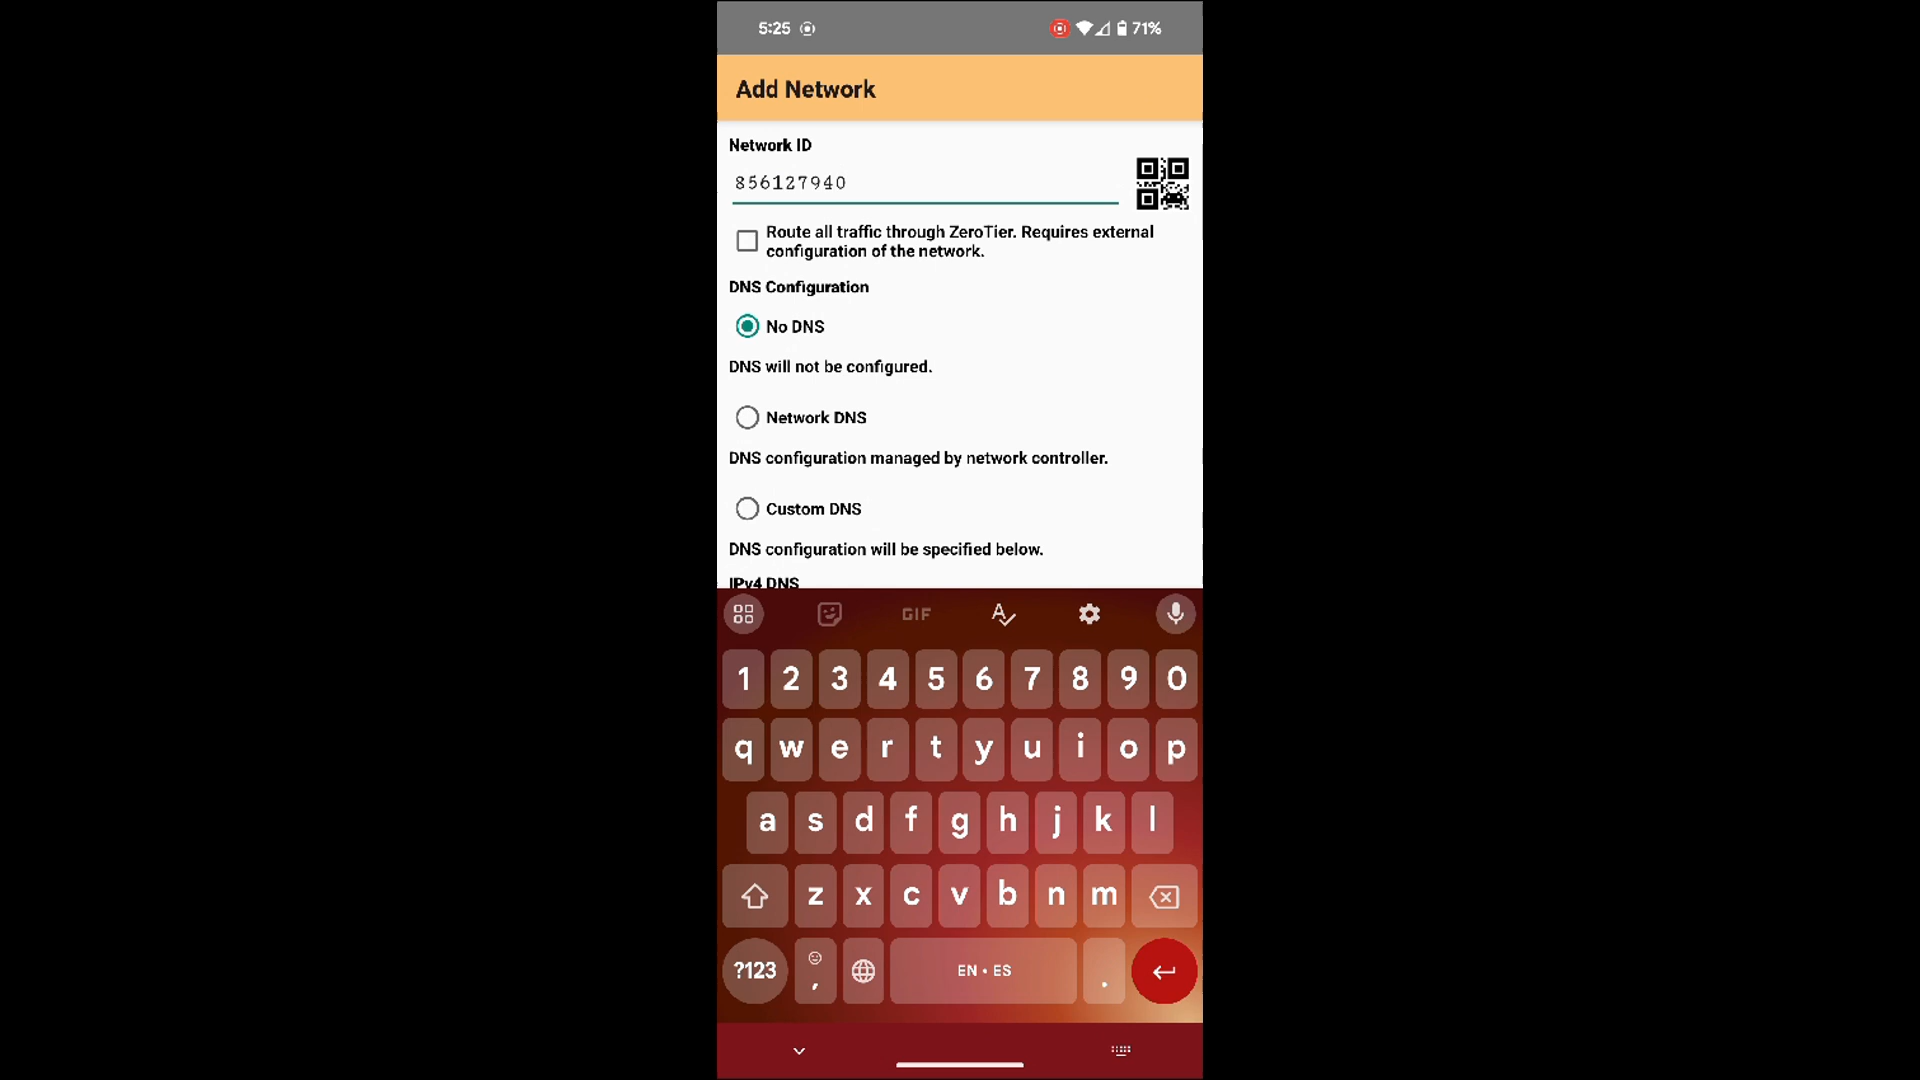 5:25
71%
Add Network
Network ID
856127940
Route all traffic through ZeroTier. Requires external
configuration of the network.
DNS Configuration
No DNS
DNS will not be configured.
Network DNS
DNS configuration managed by network controller.
Custom DNS
DNS configuration will be specified below.
IPv4 DNS
GIF
1 2 3 4 5 6 7 8 9 0
q w e r t y u i o p
a s d f g h j k l
z x c v b n m
?123 , EN • ES .